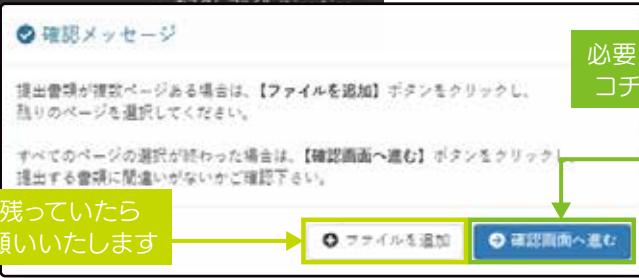 確認メッセージ
必要
コチ
提出書類が複数ページある場合は、【ファイルを追加】ボタンをクリックし、
残りのページを選択してください。
すべてのページの選択が終わった場合は、【確認画面へ進む】ボタンをクリックし、
提出する書類に間違いがないかご確認下さい。
残っていたら
願いいたします
ファイルを追加
確認画面へ進む